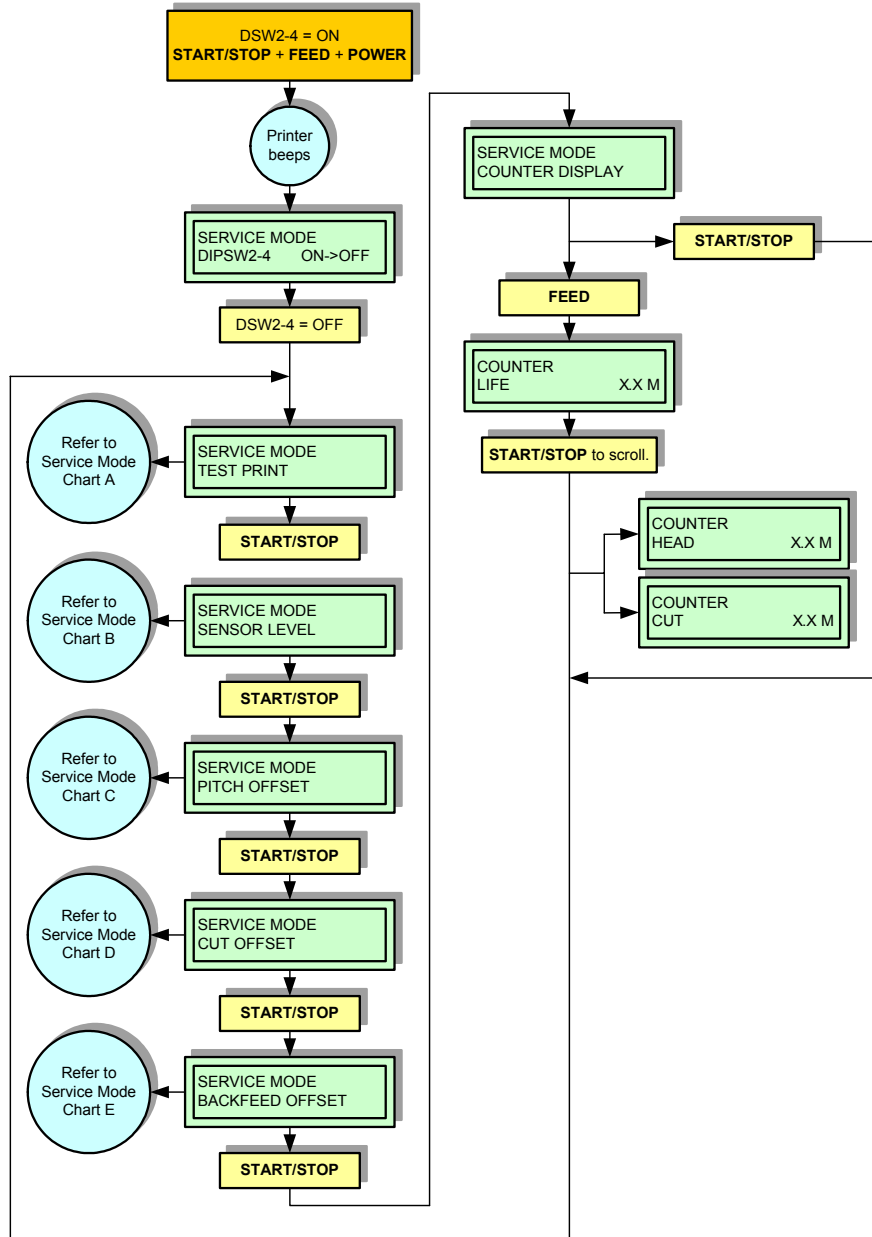 DSW2-4 = ON
START/STOP + FEED + POWER
Printer
beeps
SERVICE MODE
DIPSW2-4 ON->OFF
DSW2-4 = OFF
Refer to
Service Mode
Chart A
SERVICE MODE
TEST PRINT
START/STOP
Refer to
Service Mode
Chart B
SERVICE MODE
SENSOR LEVEL
START/STOP
Refer to
Service Mode
Chart C
SERVICE MODE
PITCH OFFSET
START/STOP
Refer to
Service Mode
Chart D
SERVICE MODE
CUT OFFSET
START/STOP
Refer to
Service Mode
Chart E
SERVICE MODE
BACKFEED OFFSET
START/STOP
SERVICE MODE
COUNTER DISPLAY
START/STOP
FEED
COUNTER
LIFE X.X M
START/STOP to scroll.
COUNTER
HEAD X.X M
COUNTER
CUT X.X M